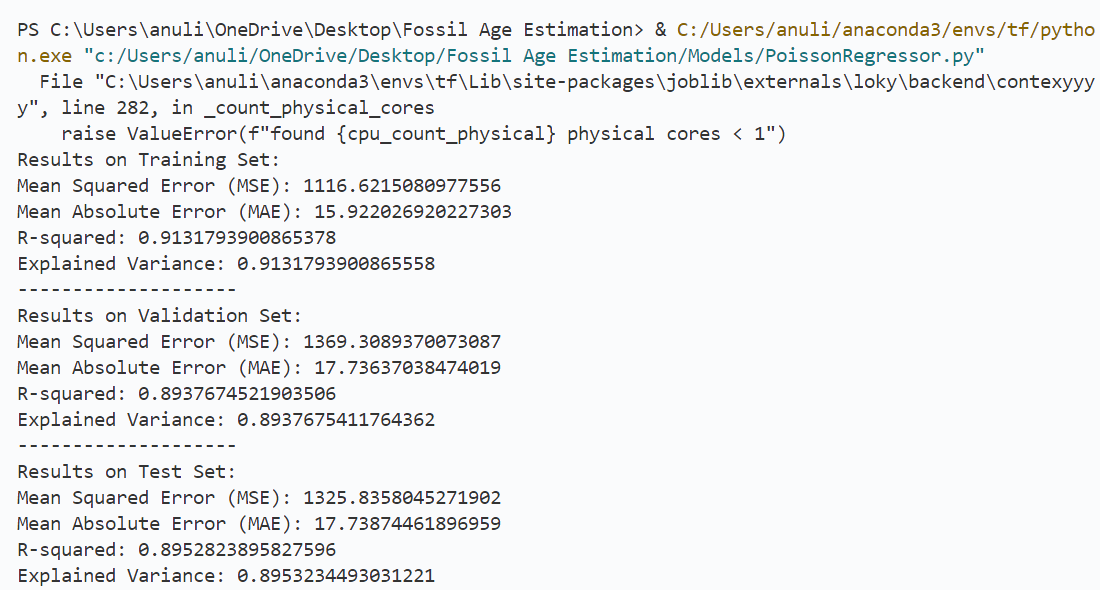 PS C:\Users\anuli\OneDrive\Desktop\Fossil Age Estimation> & C:/Users/anuli/anaconda3/envs/tf/pytho
n.exe "c:/Users/anuli/OneDrive/Desktop/Fossil Age Estimation/Models/PoissonRegressor.py"
  File "C:\Users\anuli\anaconda3\envs\tf\Lib\site-packages\joblib\externals\loky\backend\contexyyy
y", line 282, in _count_physical_cores
    raise ValueError(f"found {cpu_count_physical} physical cores < 1")
Results on Training Set:
Mean Squared Error (MSE): 1116.6215080977556
Mean Absolute Error (MAE): 15.922026920227303
R-squared: 0.9131793900865378
Explained Variance: 0.9131793900865558
--------------------
Results on Validation Set:
Mean Squared Error (MSE): 1369.3089370073087
Mean Absolute Error (MAE): 17.73637038474019
R-squared: 0.8937674521903506
Explained Variance: 0.8937675411764362
--------------------
Results on Test Set:
Mean Squared Error (MSE): 1325.8358045271902
Mean Absolute Error (MAE): 17.73874461896959
R-squared: 0.8952823895827596
Explained Variance: 0.8953234493031221